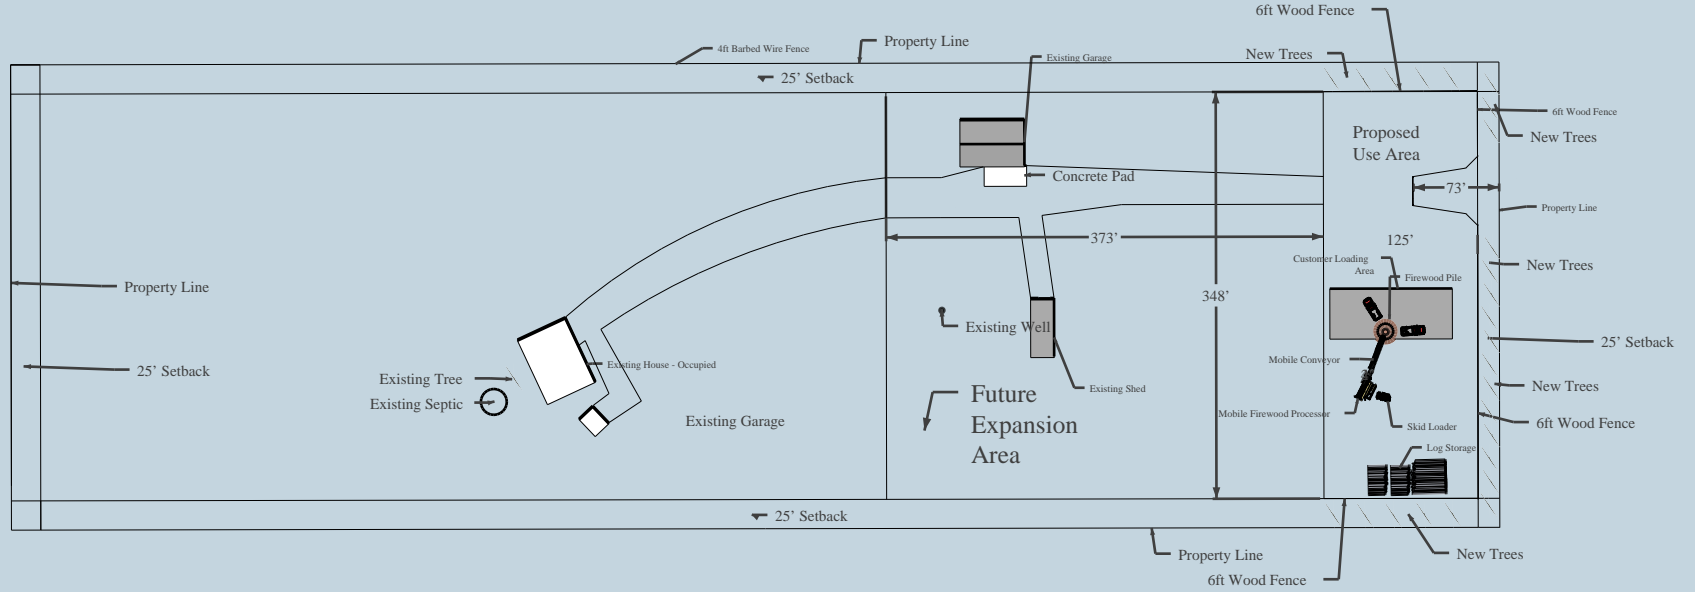 6ft Wood Fence
4ft Barbed Wire Fence
Property Line
Existing Garage
New Trees
25’ Setback
6ft Wood Fence
New Trees
Proposed
Use Area
Concrete Pad
73’
Property Line
373’
125’
Customer Loading
Area
Firewood Pile
New Trees
Property Line
348’
Existing Well
25’ Setback
Mobile Conveyor
25’ Setback
Existing House - Occupied
Existing Tree
Existing Septic
Existing Shed
New Trees
Future
Expansion
Area
Mobile Firewood Processor
Existing Garage
Skid Loader
6ft Wood Fence
Log Storage
25’ Setback
Property Line
New Trees
6ft Wood Fence